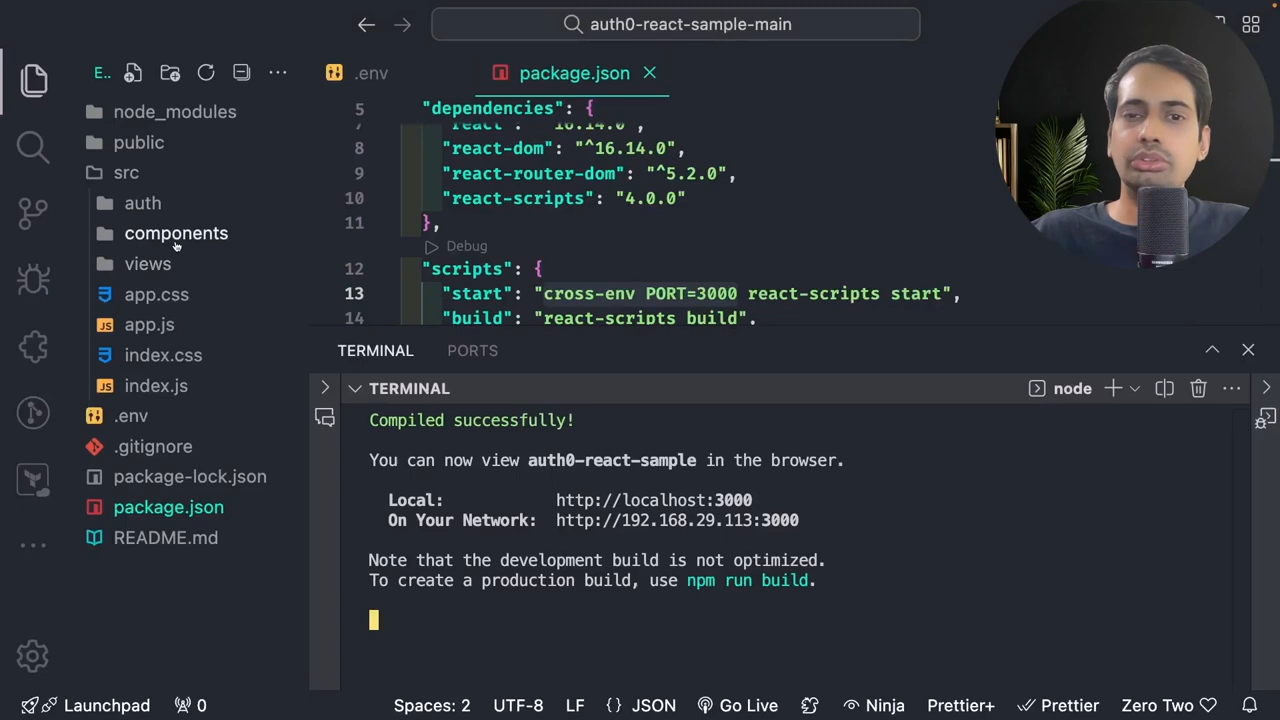 auth0-react-sample-main
E..
.env
package.json
node_modules
public
src
auth
components
views
app.css
app.js
index.css
index.js
.env
.gitignore
package-lock.json
package.json
README.md
5 "dependencies": {
7 "react": "^16.14.0",
8 "react-dom": "^16.14.0",
9 "react-router-dom": "^5.2.0",
10 "react-scripts": "4.0.0"
11 },
Debug
12 "scripts": {
13 "start": "cross-env PORT=3000 react-scripts start",
14 "build": "react-scripts build",
TERMINAL PORTS
TERMINAL
node
Compiled successfully!
You can now view auth0-react-sample in the browser.
Local: http://localhost:3000
On Your Network: http://192.168.29.113:3000
Note that the development build is not optimized.
To create a production build, use npm run build.
Launchpad 0 Spaces: 2 UTF-8 LF {} JSON Go Live Ninja Prettier+ Prettier Zero Two